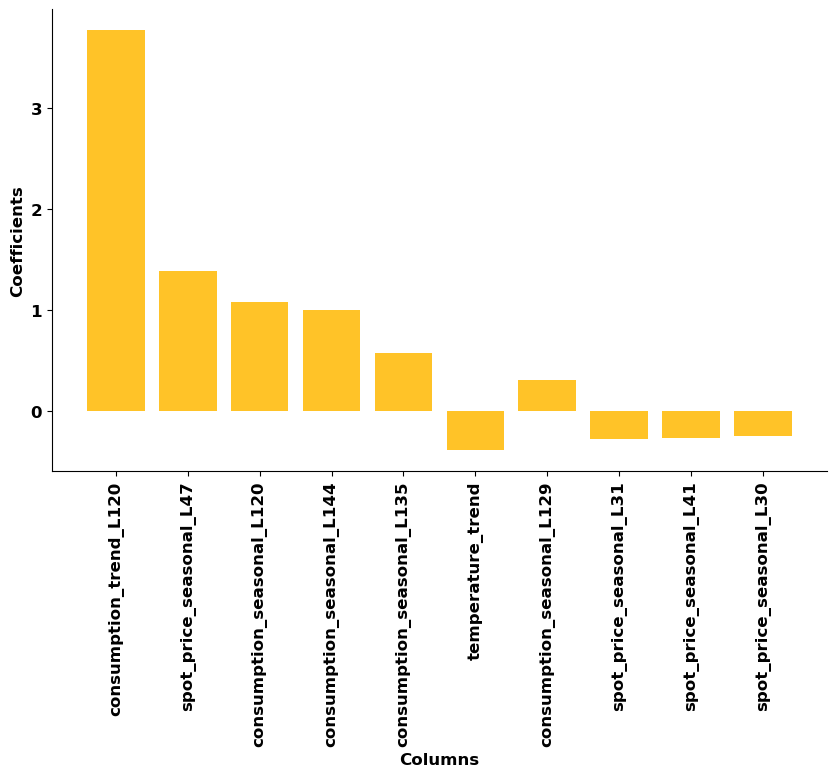 Coefficients
3
2
1
0
consumption_trend_L120
spot_price_seasonal_L47
consumption_seasonal_L120
consumption_seasonal_L144
consumption_seasonal_L135
temperature_trend
consumption_seasonal_L129
spot_price_seasonal_L31
spot_price_seasonal_L41
spot_price_seasonal_L30
Columns